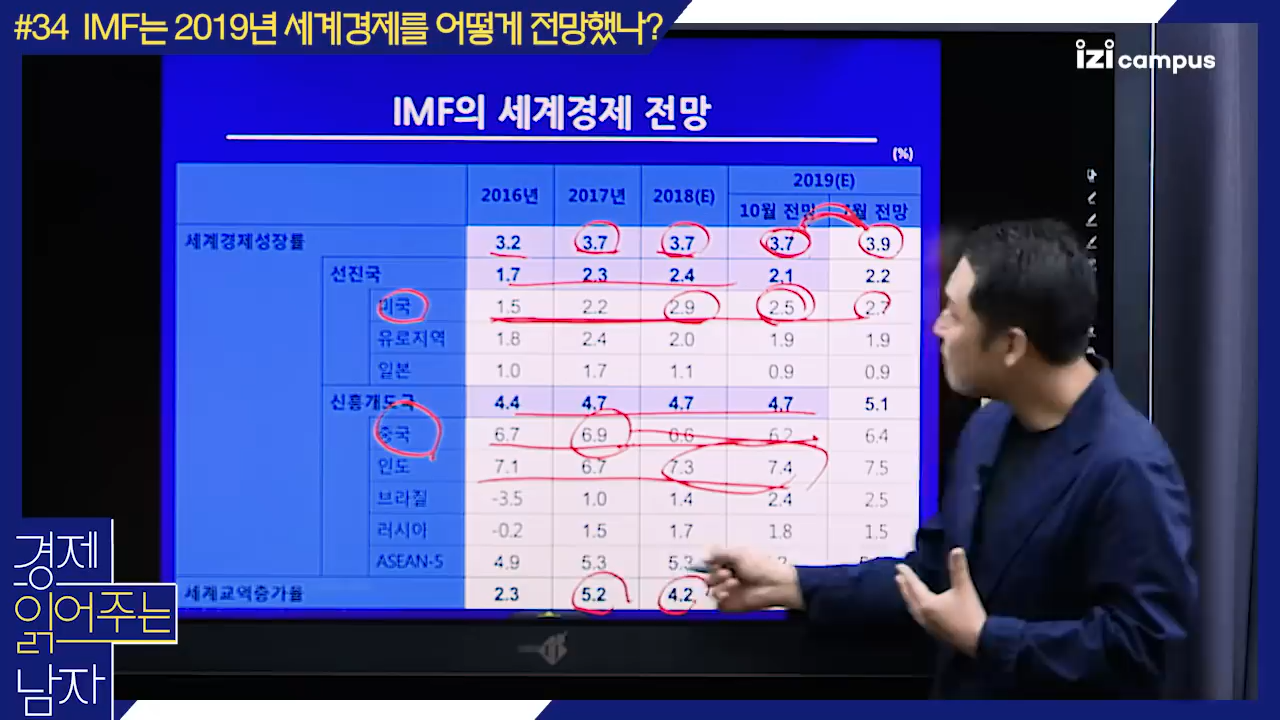 #34 IMF는 2019년 세계경제를 어떻게 전망했나?
izi campus
IMF의 세계경제 전망
(%)
2016년 2017년 2018(E) 2019(E)
10월 전망 전망
세계경제성장률 3.2 3.7 3.7 3.7 3.9
선진국 1.7 2.3 2.4 2.1 2.2
미국 1.5 2.2 2.9 2.5 2.7
유로지역 1.8 2.4 2.0 1.9 1.9
일본 1.0 1.7 1.1 0.9 0.9
신흥개도국 4.4 4.7 4.7 4.7 5.1
중국 6.7 6.9 6.6 6.2 6.4
인도 7.1 6.7 7.3 7.4 7.5
브라질 -3.5 1.0 1.4 2.4 2.5
러시아 -0.2 1.5 1.7 1.8 1.5
ASEAN-5 4.9 5.3
세계교역증가율 2.3 5.2 4.2
경제
읽어주는
남자